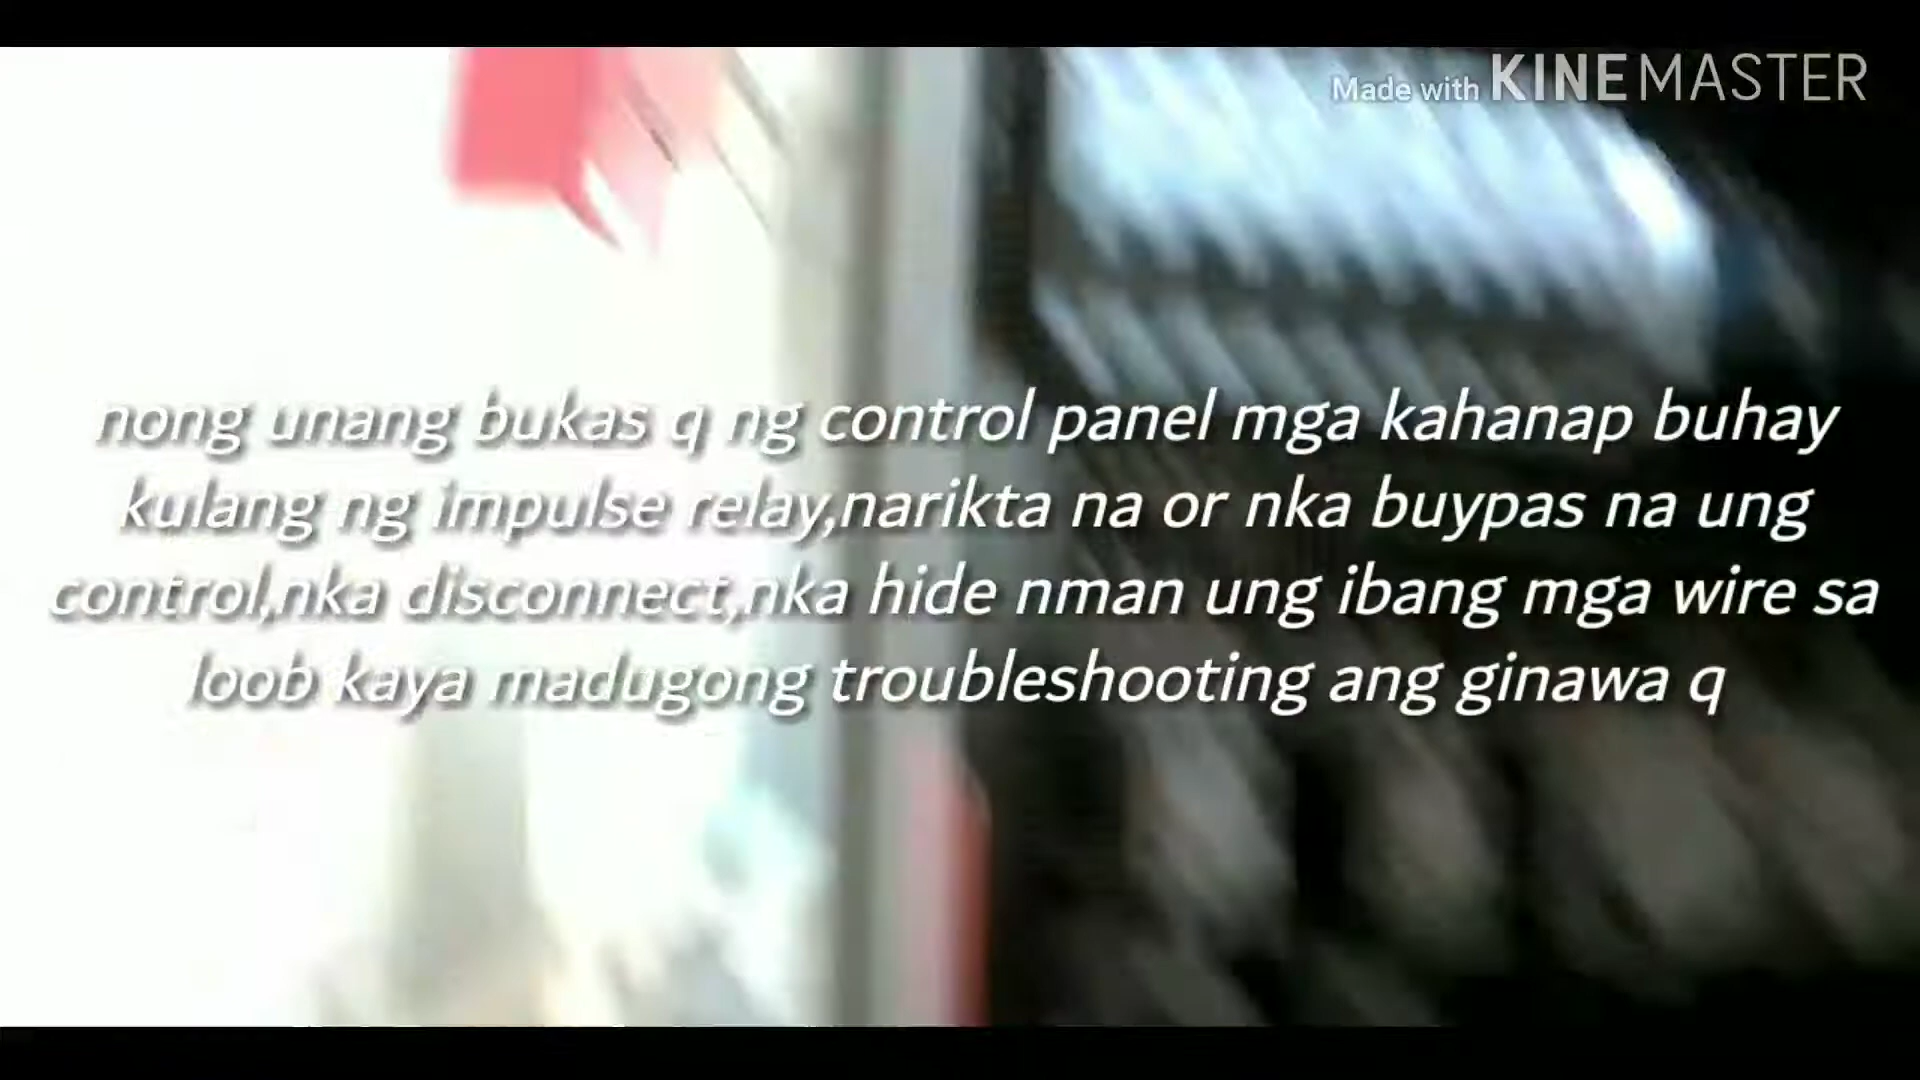 Made with KINEMASTER
nong unang bukas q ng control panel mga kahanap buhay
kulang ng impulse relay,narikta na or nka buypas na ung
control,nka disconnect,nka hide nman ung ibang mga wire sa
loob kaya madugong troubleshooting ang ginawa q